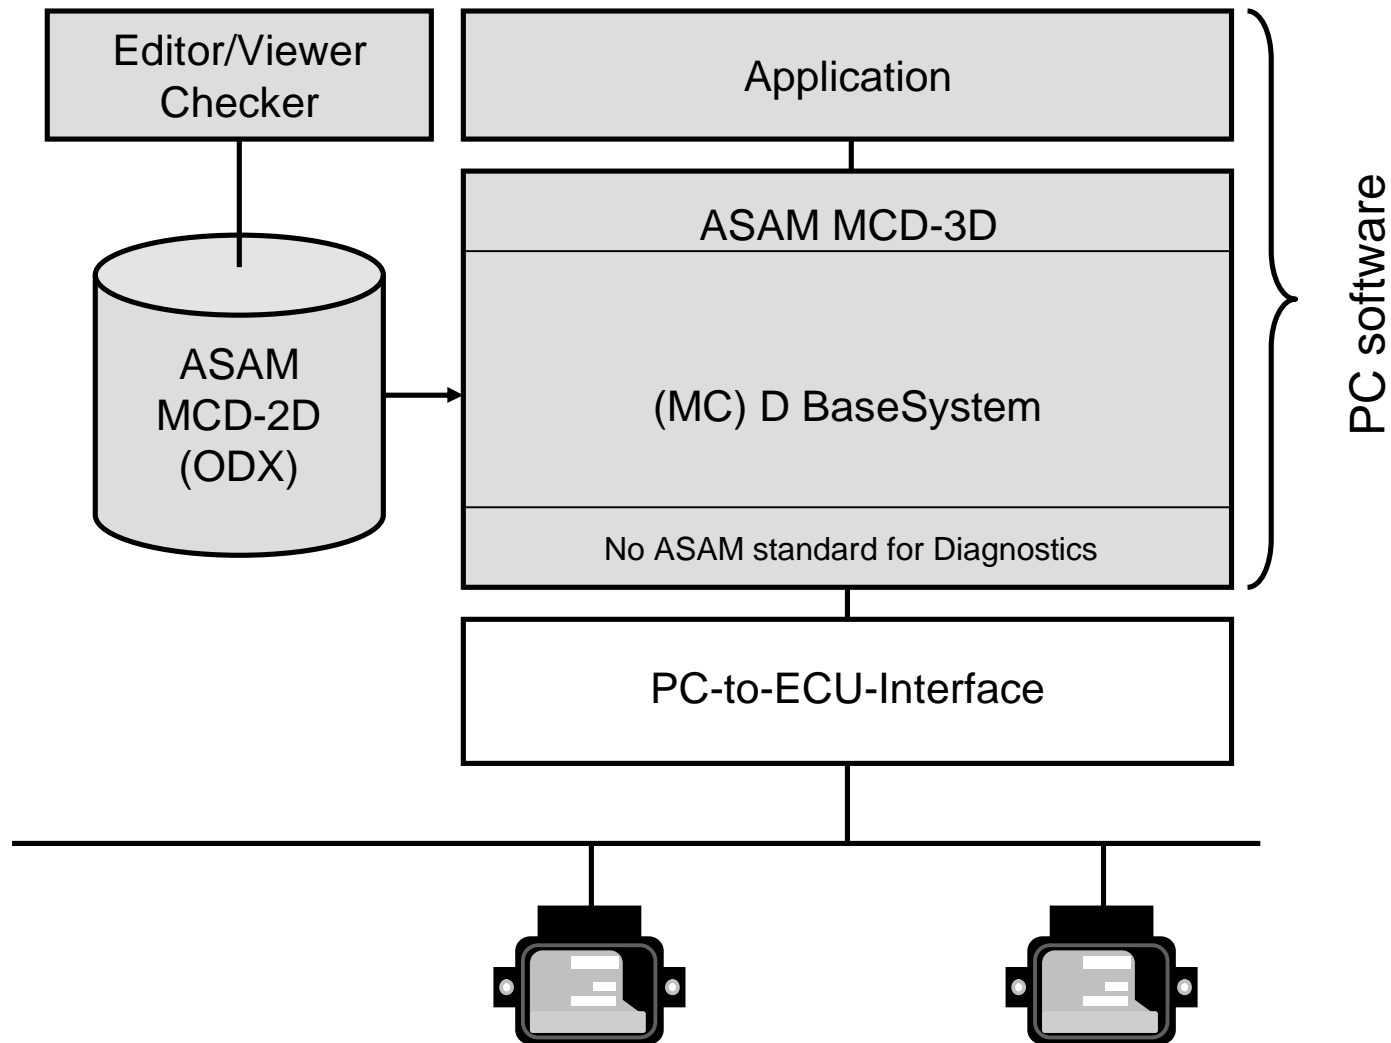 Editor/Viewer
Checker
Application
ASAM MCD-3D
ASAM
MCD-2D
(ODX)
(MC) D BaseSystem
No ASAM standard for Diagnostics
PC-to-ECU-Interface
PC software